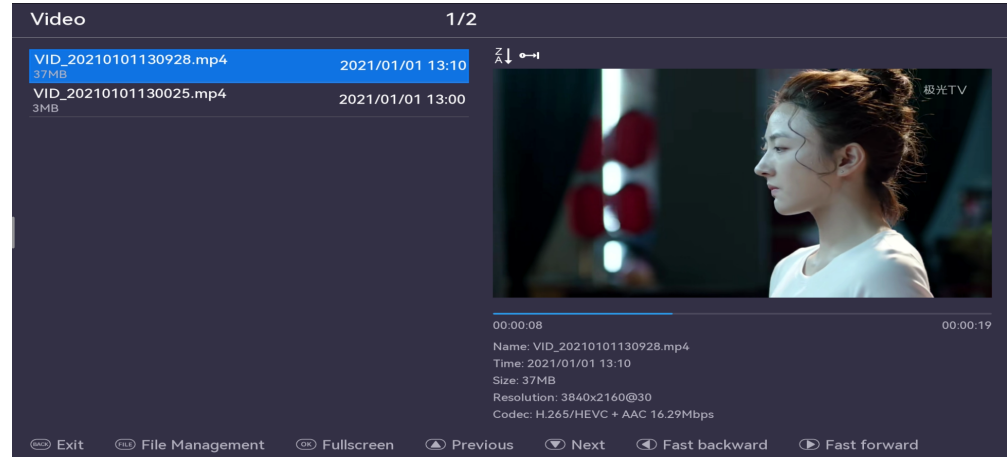 Video 1/2
VID_20210101130928.mp4 2021/01/01 13:10
37MB
VID_20210101130025.mp4 2021/01/01 13:00
3MB
Z
A
极光TV
00:00:08 00:00:19
Name: VID_20210101130928.mp4
Time: 2021/01/01 13:10
Size: 37MB
Resolution: 3840x2160@30
Codec: H.265/HEVC + AAC 16.29Mbps
BACK Exit FILE File Management OK Fullscreen Previous Next Fast backward Fast forward